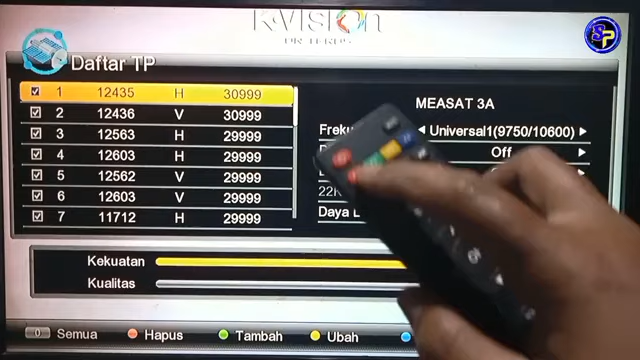 K-VISION
SP
Daftar TP
1 12435 H 30999
2 12436 V 30999
3 12563 H 29999
4 12603 H 29999
5 12562 V 29999
6 12603 V 29999
7 11712 H 29999
MEASAT 3A
Universal1(9750/10600)
Off
22K
Daya
Kekuatan
Kualitas
0 Semua
Hapus
Tambah
Ubah